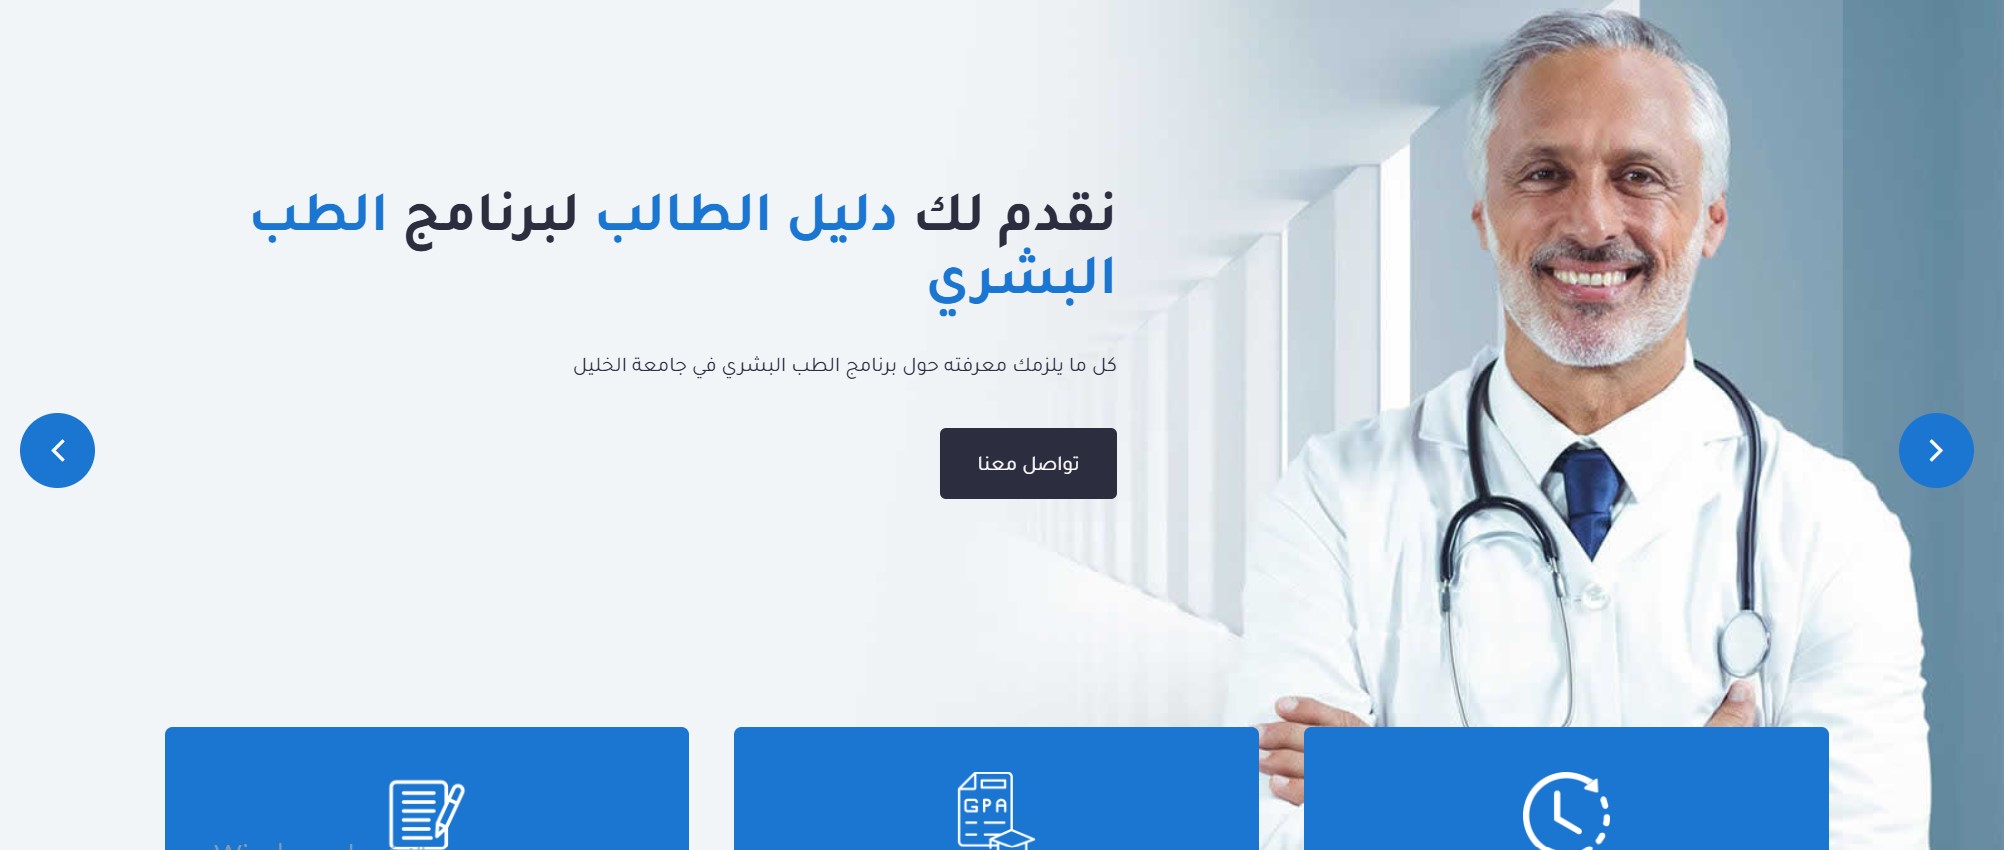 نقدم لك دليل الطالب لبرنامج الطب
البشري
كل ما يلزمك معرفته حول برنامج الطب البشري في جامعة الخليل
تواصل معنا
GPA